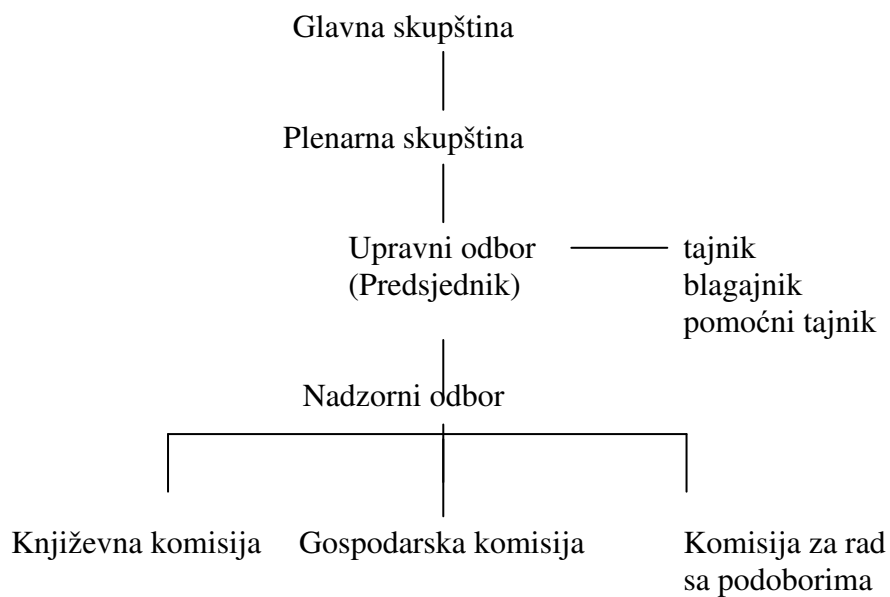 Glavna skupština
Plenarna skupština
Upravni odbor
(Predsjednik)
tajnik
blagajnik
pomoćni tajnik
Nadzorni odbor
Književna komisija
Gospodarska komisija
Komisija za rad
sa podoborima